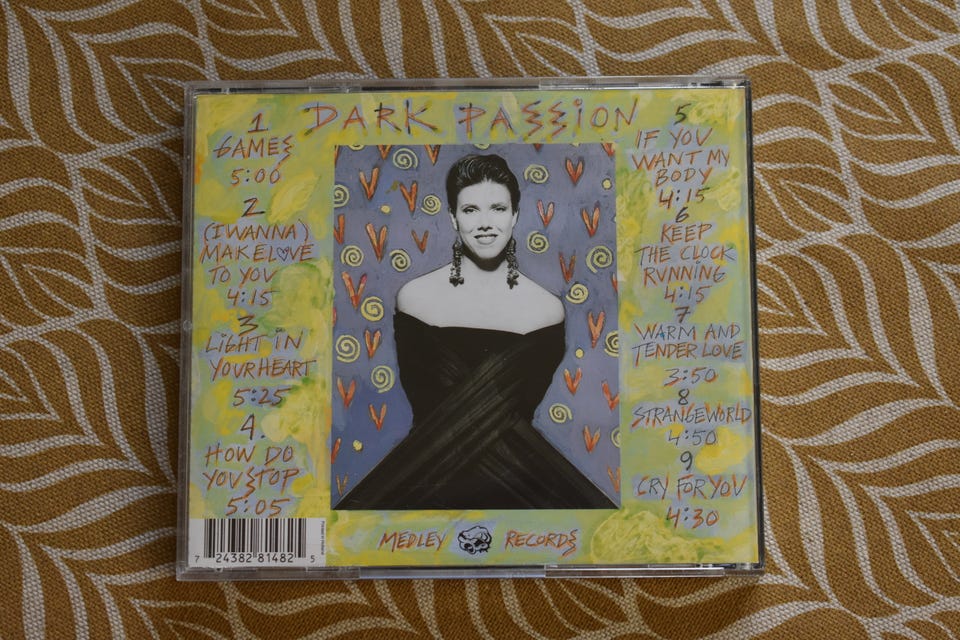 DARK PASSION
1
GAMES
5:00
2
(I WANNA)
MAKE LOVE
TO YOU
4:15
3
LIGHT IN
YOUR HEART
5:25
4.
HOW DO
YOU STOP
5:05
5
IF YOU
WANT MY
BODY
4:15
6
KEEP
THE CLOCK
RUNNING
4:15
7
WARM AND
TENDER LOVE
3:50
8
STRANGEWORLD
4:50
9
CRY FOR YOU
4:30
MEDLEY RECORDS
7 24382 81482 5